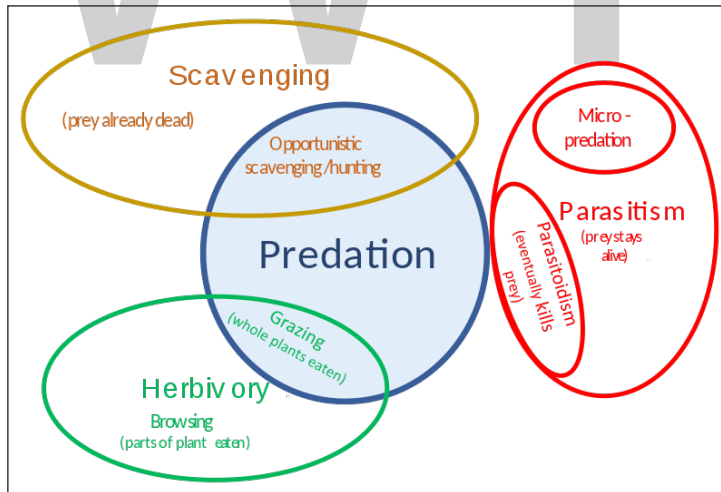 Scavenging
(prey already dead)
Opportunistic
scavenging/hunting
Micro-
predation
Parasitism
(prey stays
alive)
Parasitoidism
(eventually kills
prey)
Predation
Grazing
(whole plants eaten)
Herbivory
Browsing
(parts of plant eaten)